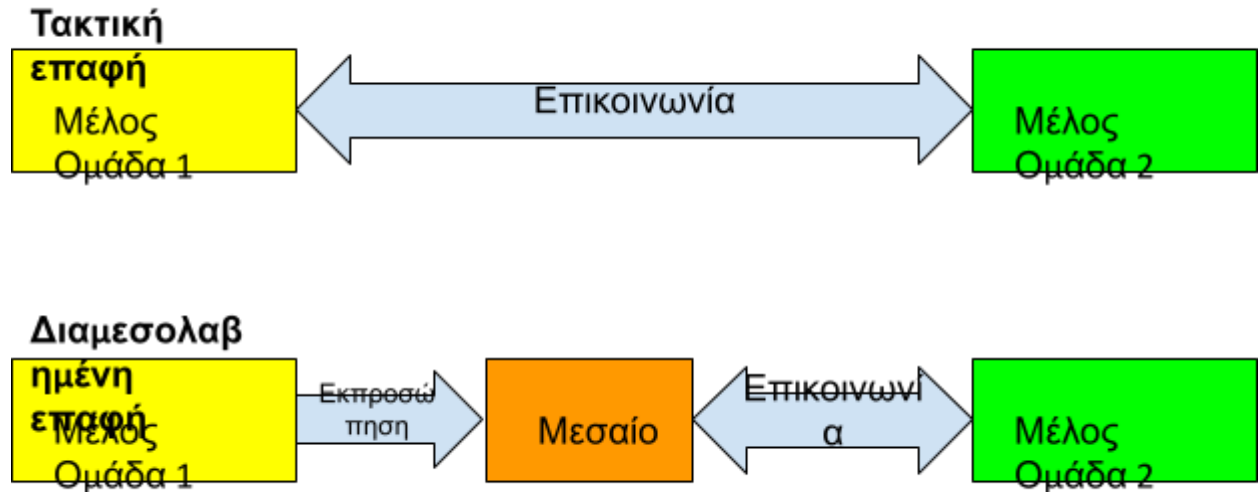 Τακτική
επαφή
Μέλος
Ομάδα 1
Επικοινωνία
Μέλος
Ομάδα 2
Διαμεσολαβ
ημένη
επαφή
Μέλος
Ομάδα 1
Εκπροσώ
πηση
Μεσαίο
Επικοινωνί
α
Μέλος
Ομάδα 2